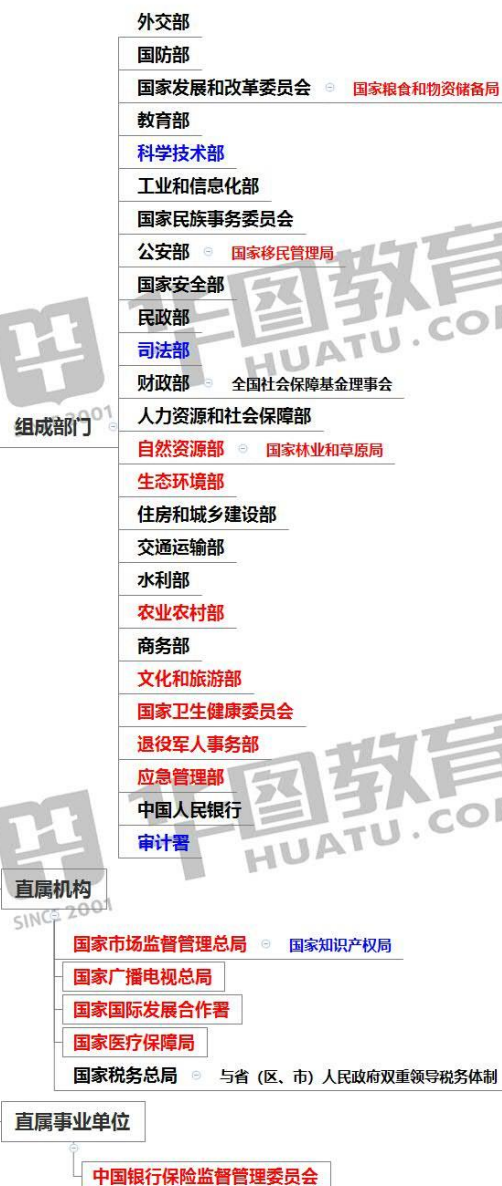 外交部
国防部
国家发展和改革委员会 国家粮食和物资储备局
教育部
科学技术部
工业和信息化部
国家民族事务委员会
公安部 国家移民管理局
国家安全部
民政部
司法部
财政部 全国社会保障基金理事会
组成部门
人力资源和社会保障部
自然资源部 国家林业和草原局
生态环境部
住房和城乡建设部
交通运输部
水利部
农业农村部
商务部
文化和旅游部
国家卫生健康委员会
退役军人事务部
应急管理部
中国人民银行
审计署
直属机构
国家市场监督管理总局 国家知识产权局
国家广播电视总局
国家国际发展合作署
国家医疗保障局
国家税务总局 与省（区、市）人民政府双重领导税务体制
直属事业单位
中国银行保险监督管理委员会
华图教育
HUATU.CO
2001
华图教育
HUATU.CO
SINCE 2001